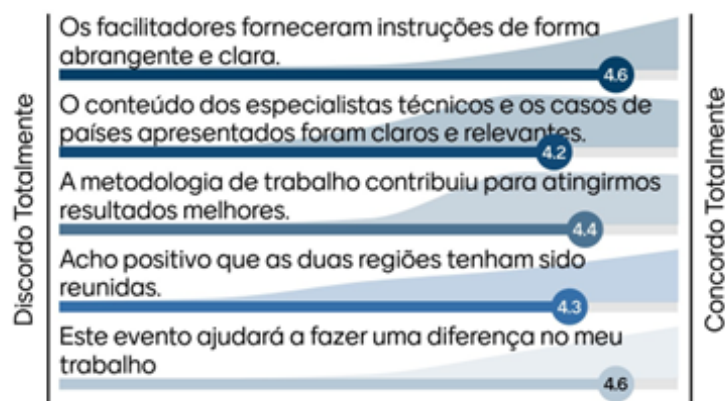 Discordo Totalmente
Os facilitadores forneceram instruções de forma
abrangente e clara.
4.6
O conteúdo dos especialistas técnicos e os casos de
países apresentados foram claros e relevantes.
4.2
A metodologia de trabalho contribuiu para atingirmos
resultados melhores.
4.4
Acho positivo que as duas regiões tenham sido
reunidas.
4.3
Este evento ajudará a fazer uma diferença no meu
trabalho
4.6
Concordo Totalmente